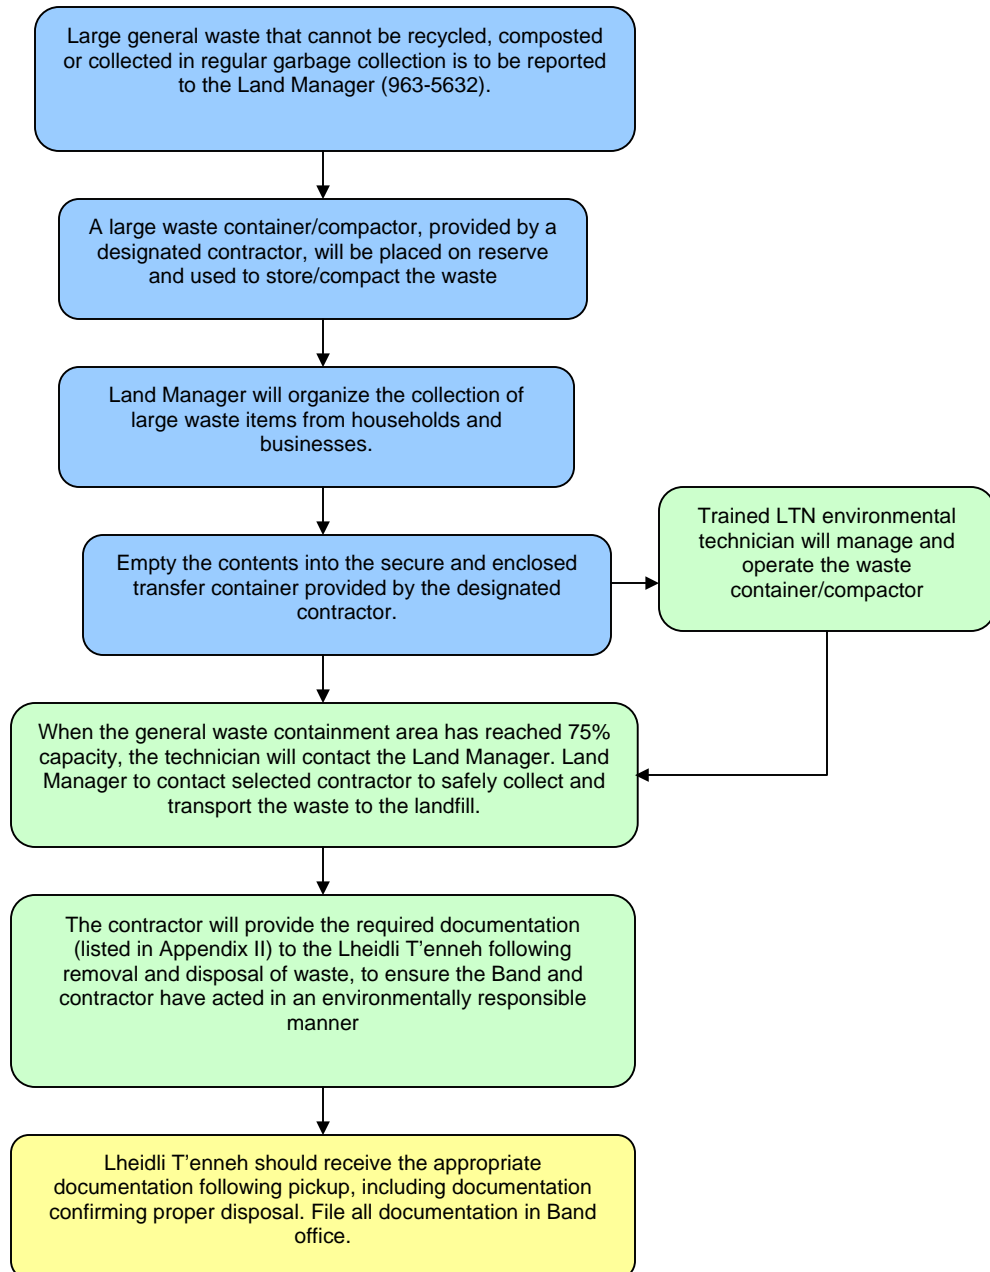 Large general waste that cannot be recycled, composted
or collected in regular garbage collection is to be reported
to the Land Manager (963-5632).
A large waste container/compactor, provided by a
designated contractor, will be placed on reserve
and used to store/compact the waste
Land Manager will organize the collection of
large waste items from households and
businesses.
Empty the contents into the secure and enclosed
transfer container provided by the designated
contractor.
Trained LTN environmental
technician will manage and
operate the waste
container/compactor
When the general waste containment area has reached 75%
capacity, the technician will contact the Land Manager. Land
Manager to contact selected contractor to safely collect and
transport the waste to the landfill.
The contractor will provide the required documentation
(listed in Appendix II) to the Lheidli T’enneh following
removal and disposal of waste, to ensure the Band and
contractor have acted in an environmentally responsible
manner
Lheidli T’enneh should receive the appropriate
documentation following pickup, including documentation
confirming proper disposal. File all documentation in Band
office.